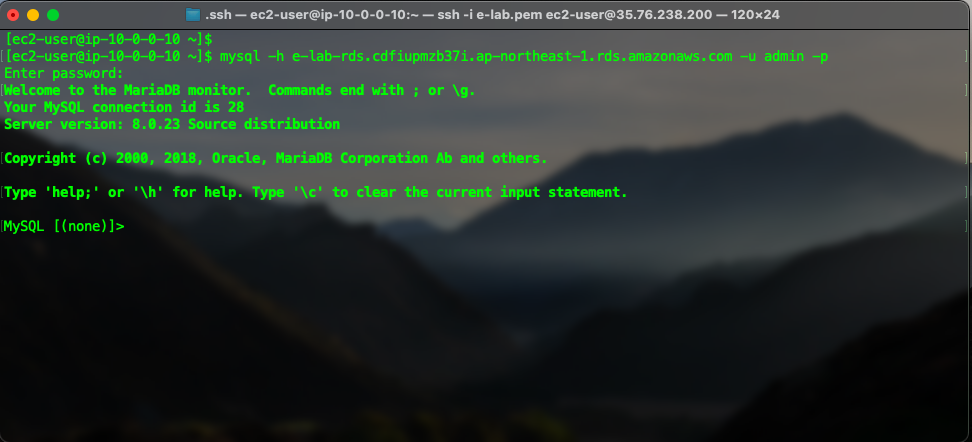 .ssh — ec2-user@ip-10-0-0-10:~ — ssh -i e-lab.pem ec2-user@35.76.238.200 — 120×24
[ec2-user@ip-10-0-0-10 ~]$
[ec2-user@ip-10-0-0-10 ~]$ mysql -h e-lab-rds.cdfiupmzb37i.ap-northeast-1.rds.amazonaws.com -u admin -p
Enter password:
Welcome to the MariaDB monitor.  Commands end with ; or \g.
Your MySQL connection id is 28
Server version: 8.0.23 Source distribution
Copyright (c) 2000, 2018, Oracle, MariaDB Corporation Ab and others.
Type 'help;' or '\h' for help. Type '\c' to clear the current input statement.
MySQL [(none)]>